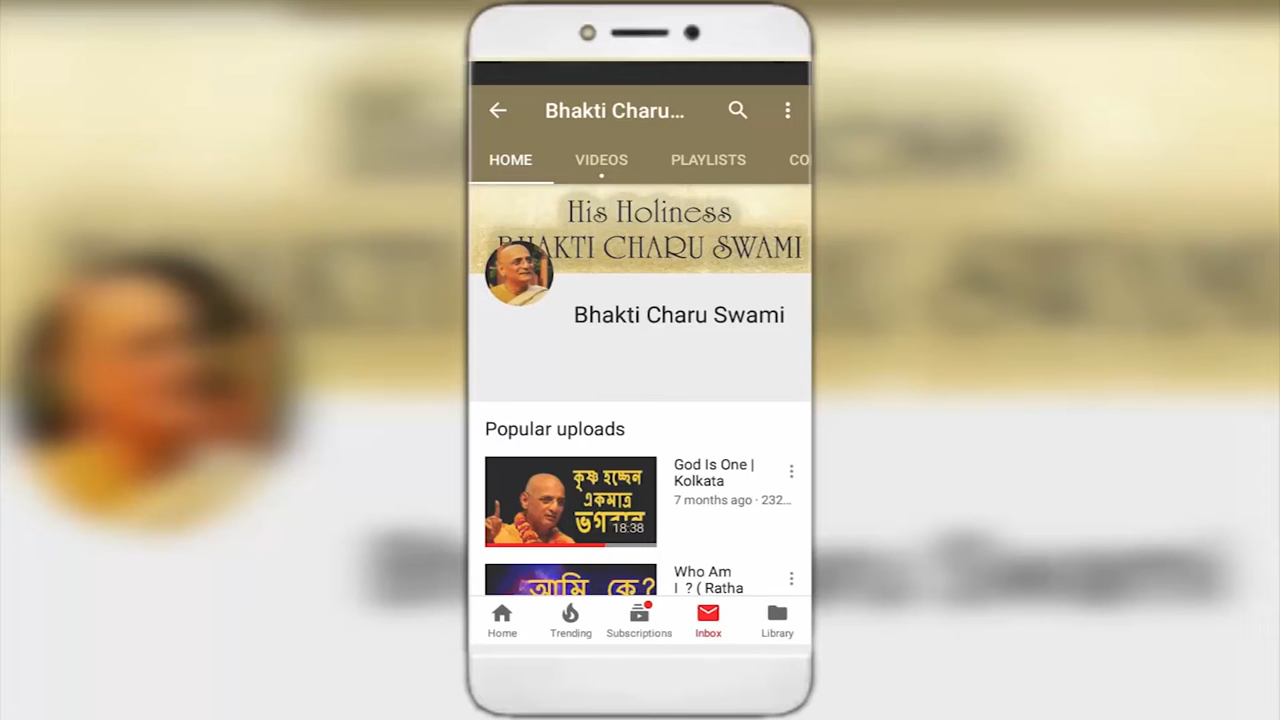 Bhakti Charu...
HOME VIDEOS PLAYLISTS CO
His Holiness
BHAKTI CHARU SWAMI
Bhakti Charu Swami
Popular uploads
কৃষ্ণ হচ্ছেন
একমাত্র
ভগবান
18:38
God Is One |
Kolkata
7 months ago · 232...
আমি কে?
Who Am
I ? ( Ratha
Home Trending Subscriptions Inbox Library